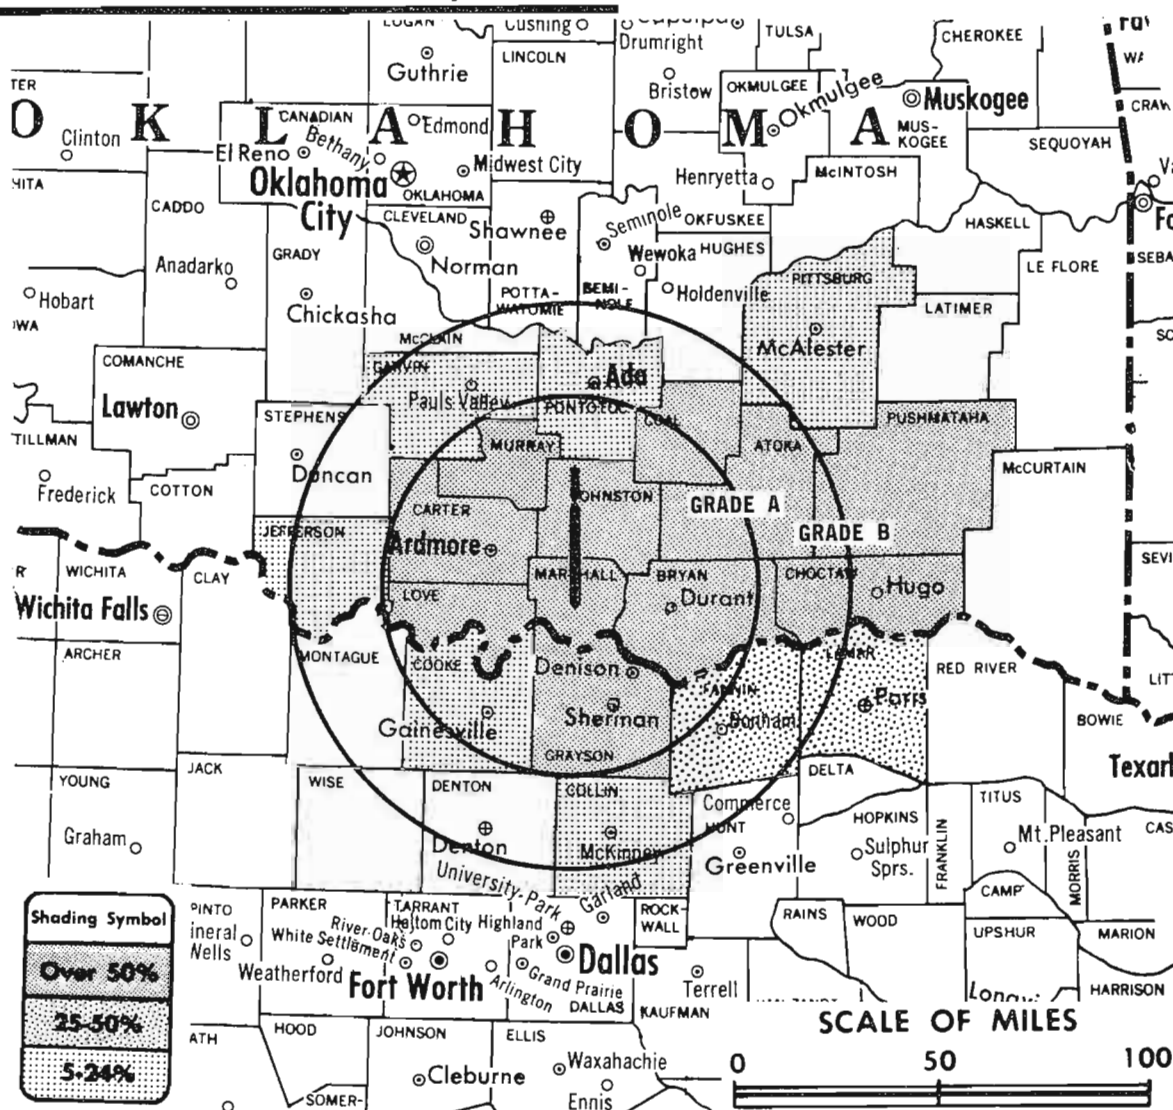 LOGAN
Cushing
Drumright
TULSA
CHEROKEE
Guthrie
LINCOLN
Bristow
OKMULGEE
Okmulgee
Muskogee
TER
OKLAHOMA
CANADIAN
Edmond
MUS-
KOGEE
SEQUOYAH
Clinton
El Reno
Bethany
Midwest City
Henryetta
McINTOSH
HITA
Oklahoma
City
OKLAHOMA
CADDO
CLEVELAND
Shawnee
Seminole
OKFUSKEE
HASKELL
GRADY
Norman
Wewoka
HUGHES
LE FLORE
SEBA
Anadarko
Hobart
Chickasha
POTTA-
WATOMIE
SEMI-
NOLE
Holdenville
PITTSBURG
LATIMER
McCLAIN
McAlester
COMANCHE
GARVIN
Ada
Lawton
Pauls Valley
PONTOTOC
COAL
PUSHMATAHA
STEPHENS
MURRAY
ATOKA
TILLMAN
Duncan
McCURTAIN
Frederick
COTTON
CARTER
JOHNSTON
GRADE A
GRADE B
JEFFERSON
Ardmore
WICHITA
CLAY
MARSHALL
BRYAN
CHOCTAW
SEVI
Wichita Falls
LOVE
Durant
Hugo
ARCHER
MONTAGUE
COOKE
Denison
LAMAR
RED RIVER
FANNIN
Paris
Gainesville
Sherman
Bonham
BOWIE
GRAYSON
YOUNG
JACK
WISE
DENTON
COLLIN
DELTA
Commerce
TITUS
Graham
Denton
McKinney
HUNT
HOPKINS
FRANKLIN
Mt. Pleasant
Greenville
Sulphur
Sprs.
MORRIS
University Park
Garland
CAMP
Shading Symbol
PARKER
TARRANT
Haltom City
Highland
Park
ROCK-
WALL
RAINS
WOOD
UPSHUR
MARION
River Oaks
White Settlement
Over 50%
Weatherford
Fort Worth
Arlington
Grand Prairie
Dallas
Terrell
HARRISON
DALLAS
KAUFMAN
25-50%
SCALE OF MILES
HOOD
JOHNSON
ELLIS
5-24%
Cleburne
Waxahachie
0 50 100
SOMER-
Ennis